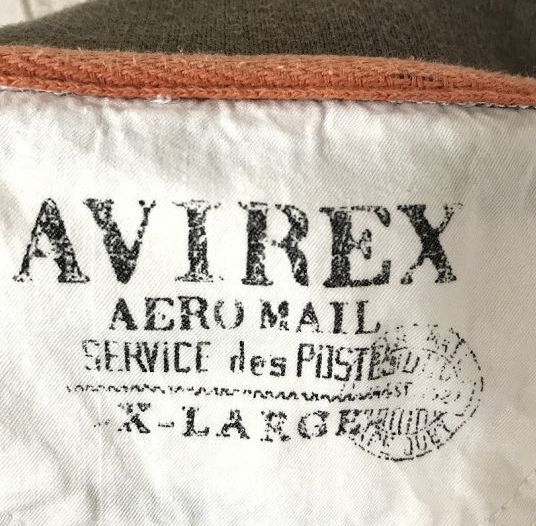 AVIREX
AERO MAIL
SERVICE des POSTES
-X-LARGE